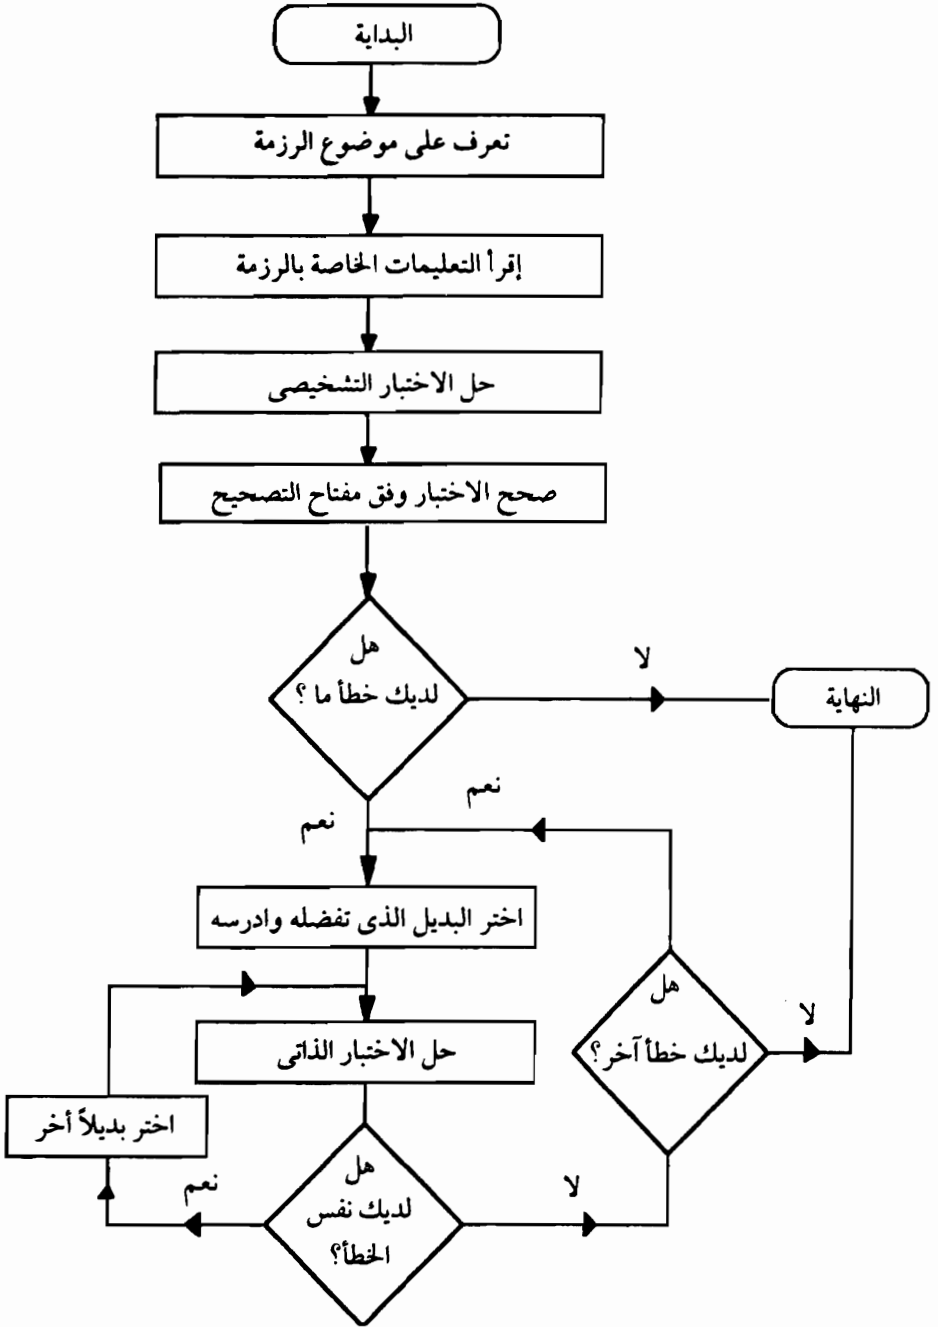 البداية
تعرف على موضوع الرزمة
إقرأ التعليمات الخاصة بالرزمة
حل الاختبار التشخيصى
صحح الاختبار وفق مفتاح التصحيح
هل
لديك خطأ ما ؟
لا
النهاية
نعم
نعم
اختر البديل الذى تفضله وادرسه
حل الاختبار الذاتى
هل
لديك خطأ آخر؟
لا
اختر بديلاً أخر
هل
لديك نفس
الخطأ؟
نعم
لا